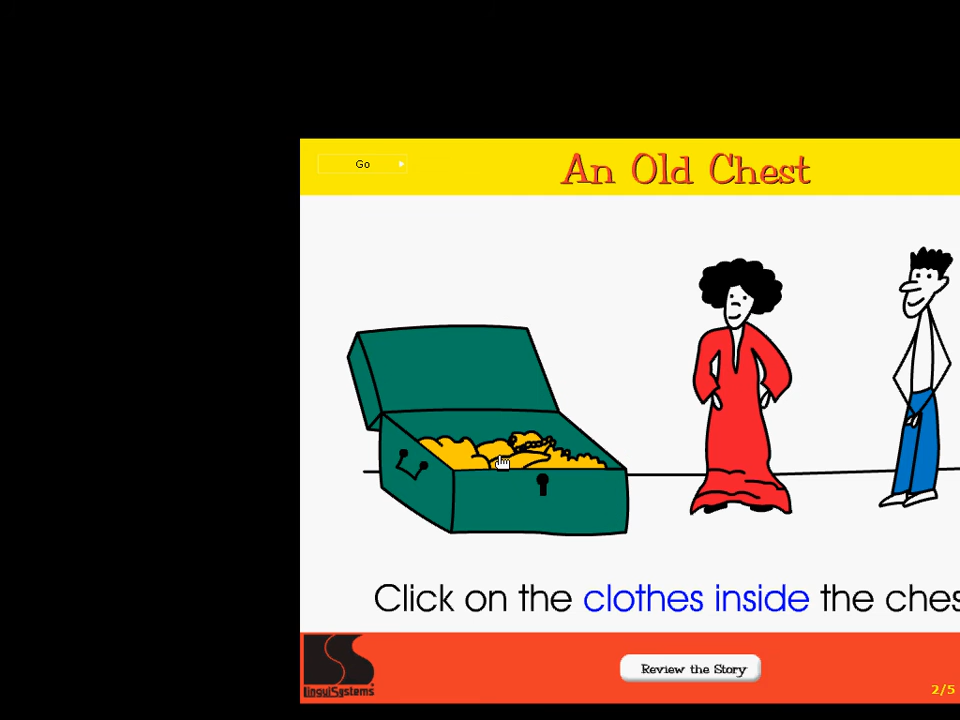 Go
An Old Chest
Click on the clothes inside the ches
LinguiSystems
Review the Story
2/5